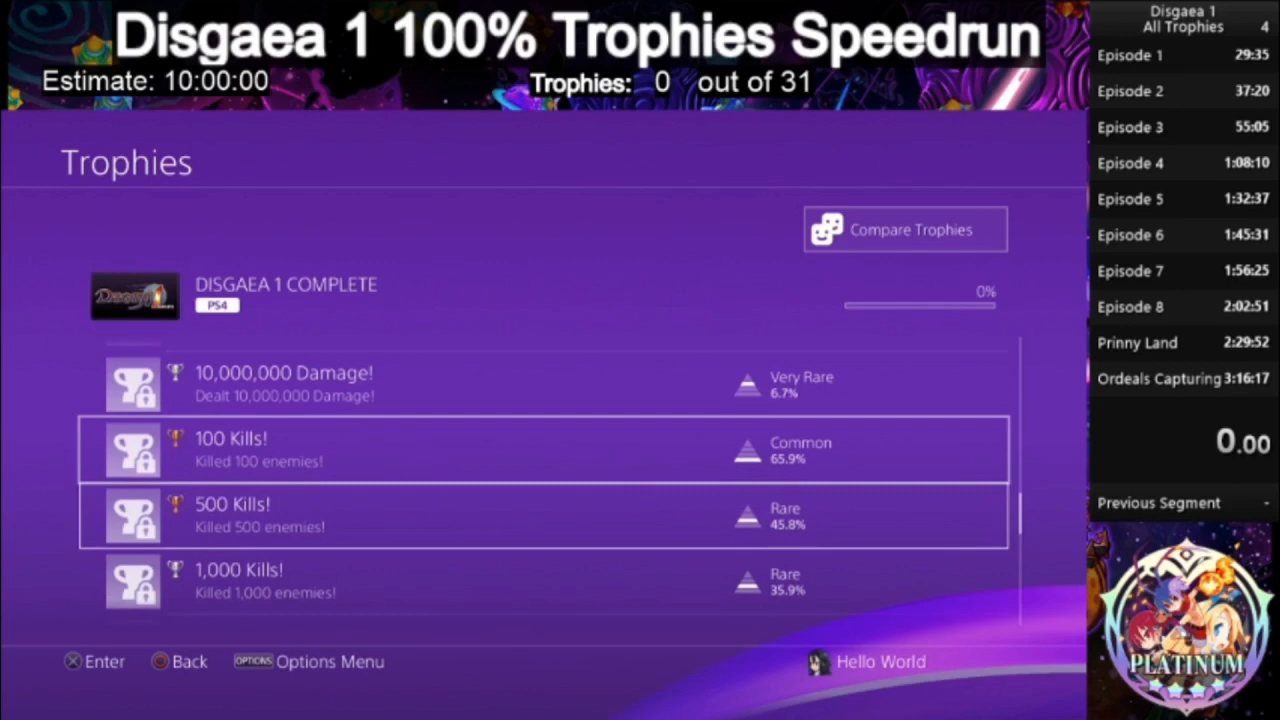 Disgaea 1 100% Trophies Speedrun
Estimate: 10:00:00
Trophies: 0 out of 31
Trophies
Compare Trophies
DISGAEA 1 COMPLETE
PS4
0%
10,000,000 Damage!
Dealt 10,000,000 Damage!
Very Rare
6.7%
100 Kills!
Killed 100 enemies!
Common
65.9%
500 Kills!
Killed 500 enemies!
Rare
45.8%
1,000 Kills!
Killed 1,000 enemies!
Rare
35.9%
Enter Back OPTIONS Options Menu
Hello World
Disgaea 1
All Trophies 4
Episode 1 29:35
Episode 2 37:20
Episode 3 55:05
Episode 4 1:08:10
Episode 5 1:32:37
Episode 6 1:45:31
Episode 7 1:56:25
Episode 8 2:02:51
Prinny Land 2:29:52
Ordeals Capturing 3:16:17
0.00
Previous Segment -
PLATINUM